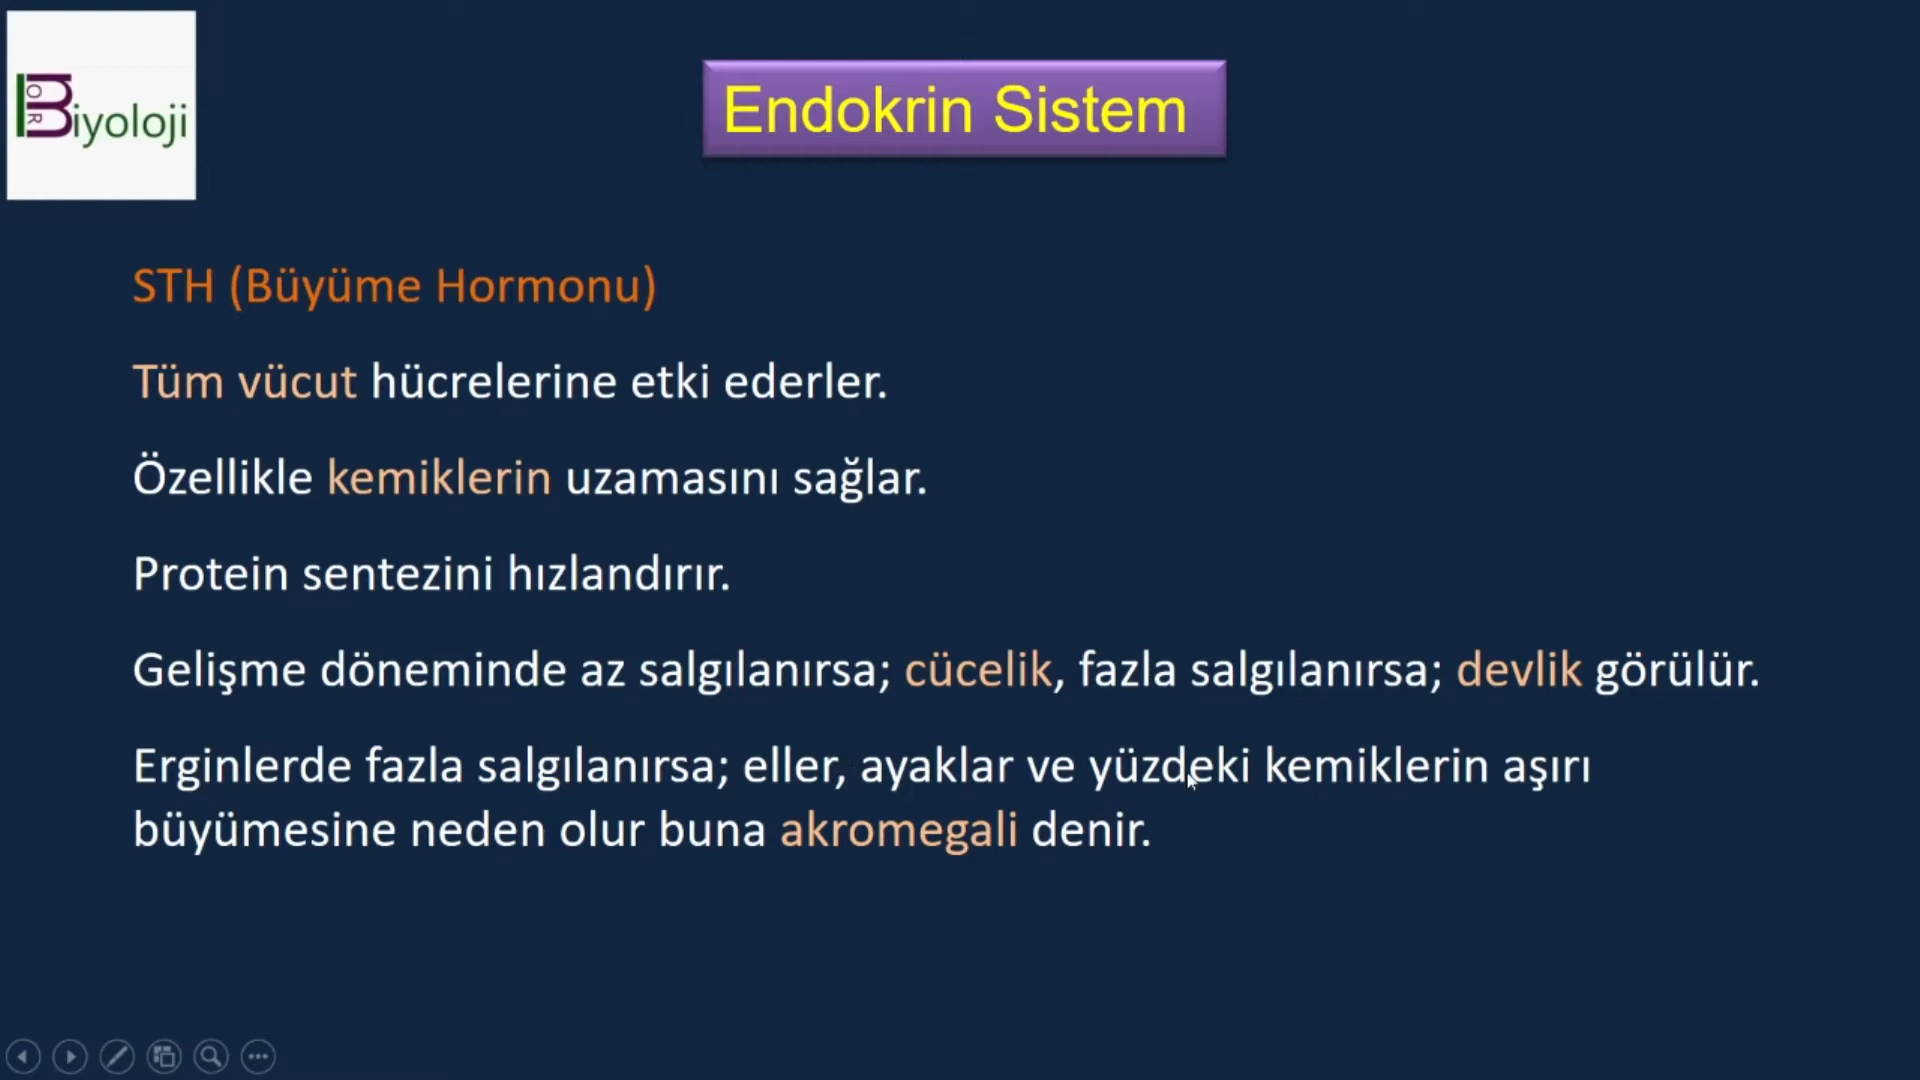 Biyoloji
Endokrin Sistem
STH (Büyüme Hormonu)
Tüm vücut hücrelerine etki ederler.
Özellikle kemiklerin uzamasını sağlar.
Protein sentezini hızlandırır.
Gelişme döneminde az salgılanırsa; cücelik, fazla salgılanırsa; devlik görülür.
Erginlerde fazla salgılanırsa; eller, ayaklar ve yüzdeki kemiklerin aşırı
büyümesine neden olur buna akromegali denir.